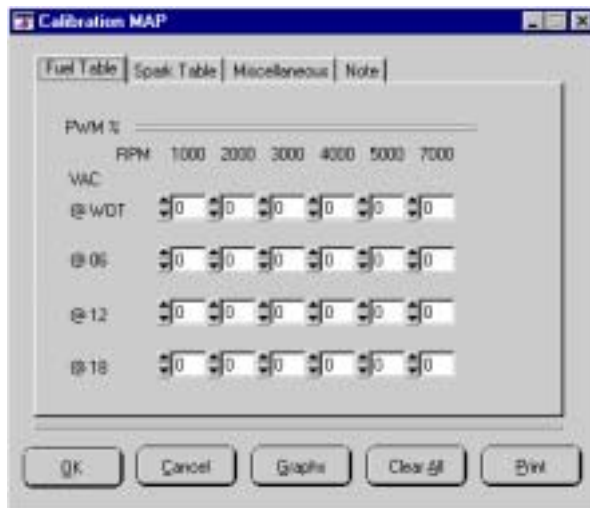 Calibration MAP
Fuel Table Spark Table Miscellaneous Note
PWM %
RPM 1000 2000 3000 4000 5000 7000
VAC
@ WOT 0 0 0 0 0 0
@ 06 0 0 0 0 0 0
@ 12 0 0 0 0 0 0
@ 18 0 0 0 0 0 0
OK Cancel Graphs Clear All Print